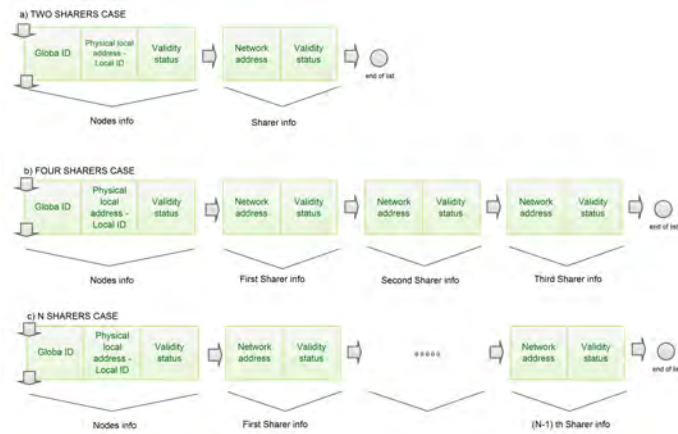 a) TWO SHARERS CASE
Globa ID
Physical local
address -
Local ID
Validity
status
Network
address
Validity
status
end of list
Nodes info
Sharer info
b) FOUR SHARERS CASE
Globa ID
Physical
local
address -
Local ID
Validity
status
Network
address
Validity
status
Network
address
Validity
status
Network
address
Validity
status
end of list
Nodes info
First Sharer info
Second Sharer info
Third Sharer info
c) N SHARERS CASE
Globa ID
Physical
local
address -
Local ID
Validity
status
Network
address
Validity
status
Network
address
Validity
status
end of list
Nodes info
First Sharer info
(N-1) th Sharer info